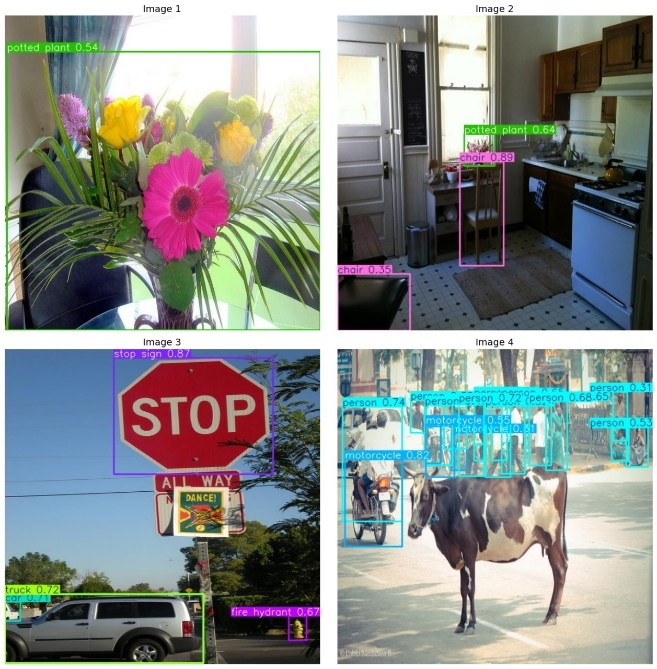 Image 1
potted plant 0.54
Image 2
potted plant 0.64
chair 0.89
chair 0.35
Image 3
stop sign 0.87
STOP
ALL WAY
DANCE!
truck 0.72
car 0.71
fire hydrant 0.67
Image 4
person 0.31
person 0.74
person 0.72
person 0.53
motorcycle 0.55
motorcycle 0.82